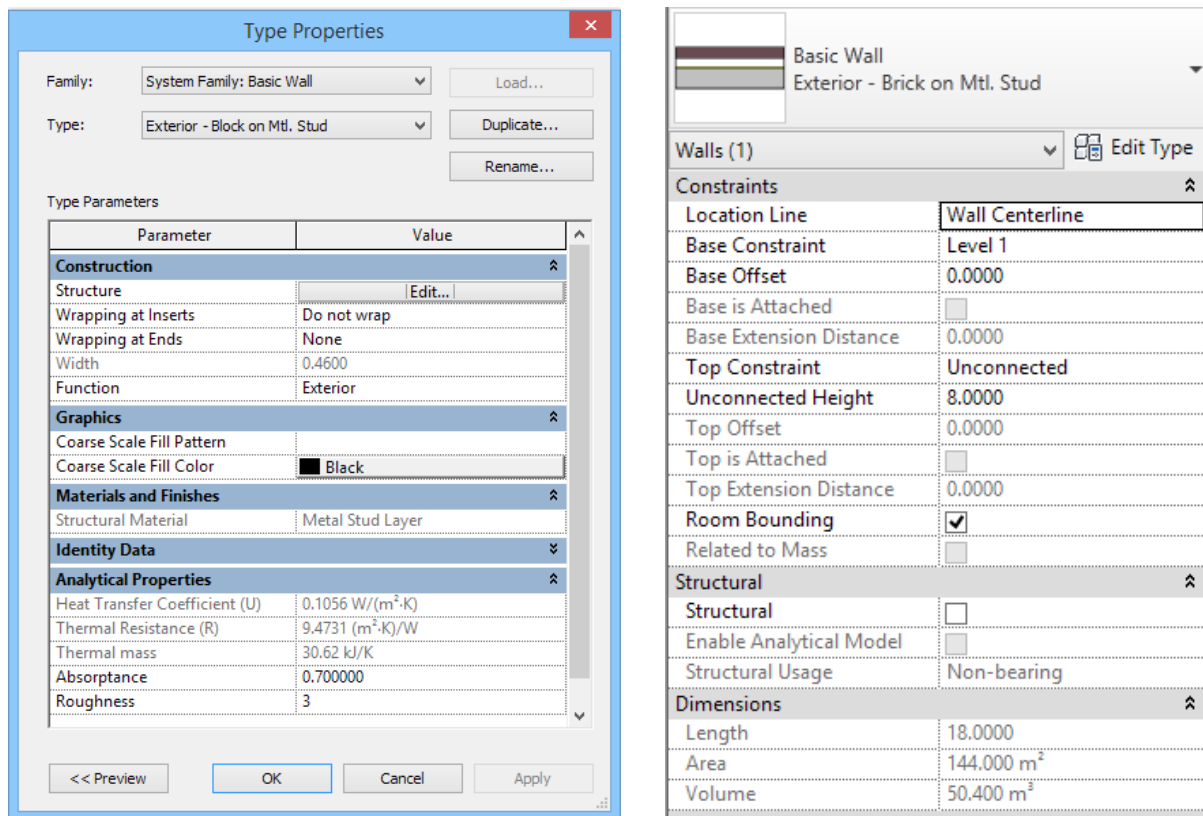 Type Properties
Family: System Family: Basic Wall Load...
Type: Exterior - Block on Mtl. Stud Duplicate...
Rename...
Type Parameters
Parameter Value
Construction
Structure Edit...
Wrapping at Inserts Do not wrap
Wrapping at Ends None
Width 0.4600
Function Exterior
Graphics
Coarse Scale Fill Pattern
Coarse Scale Fill Color Black
Materials and Finishes
Structural Material Metal Stud Layer
Identity Data
Analytical Properties
Heat Transfer Coefficient (U) 0.1056 W/(m²·K)
Thermal Resistance (R) 9.4731 (m²·K)/W
Thermal mass 30.62 kJ/K
Absorptance 0.700000
Roughness 3
<< Preview OK Cancel Apply
Basic Wall
Exterior - Brick on Mtl. Stud
Walls (1) Edit Type
Constraints
Location Line Wall Centerline
Base Constraint Level 1
Base Offset 0.0000
Base is Attached
Base Extension Distance 0.0000
Top Constraint Unconnected
Unconnected Height 8.0000
Top Offset 0.0000
Top is Attached
Top Extension Distance 0.0000
Room Bounding
Related to Mass
Structural
Structural
Enable Analytical Model
Structural Usage Non-bearing
Dimensions
Length 18.0000
Area 144.000 m²
Volume 50.400 m³